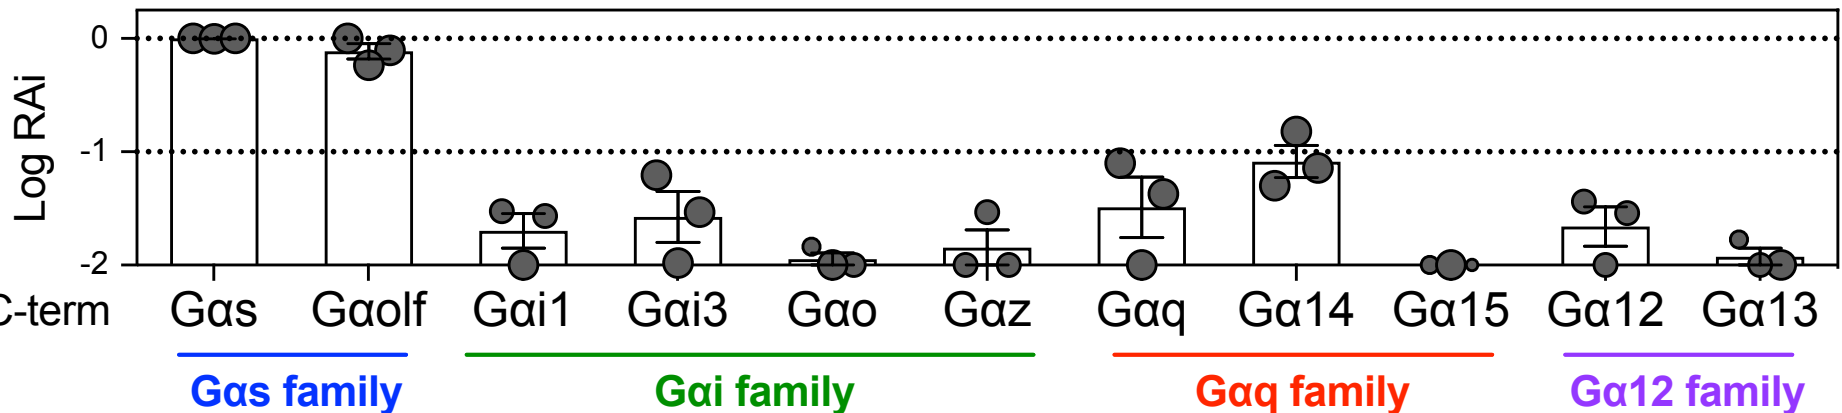 Log RAi
0
-1
-2
C-term Gαs Gαolf Gαi1 Gαi3 Gαo Gαz Gαq Gα14 Gα15 Gα12 Gα13
Gαs family Gαi family Gαq family Gα12 family